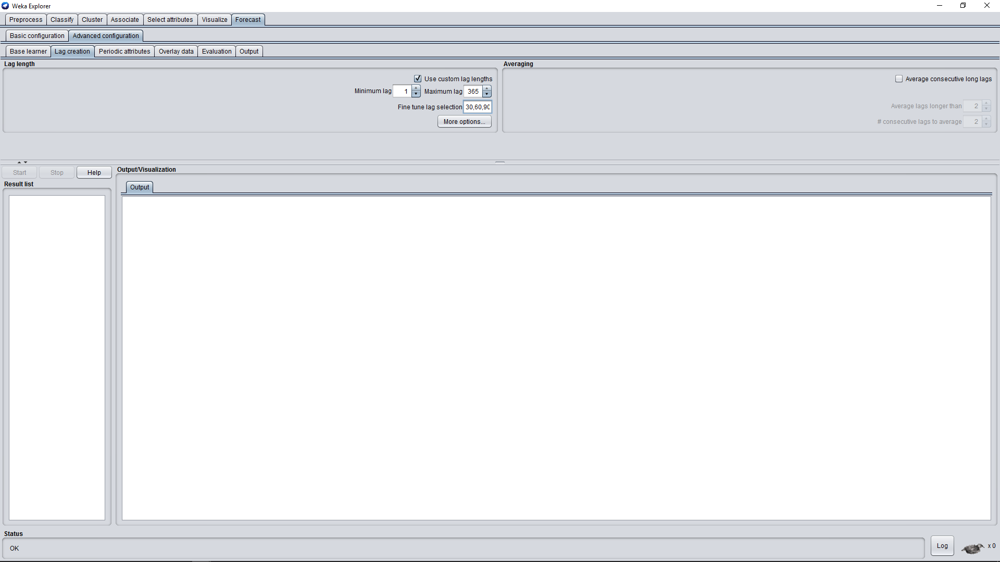 Weka Explorer
Preprocess Classify Cluster Associate Select attributes Visualize Forecast
Basic configuration Advanced configuration
Base learner Lag creation Periodic attributes Overlay data Evaluation Output
Lag length
Use custom lag lengths
Minimum lag 1 Maximum lag 365
Fine tune lag selection 30,60,90
More options...
Averaging
Average consecutive long lags
Average lags longer than 2
# consecutive lags to average 2
Start Stop Help
Result list
Output/Visualization
Output
Status
OK
Log
x 0